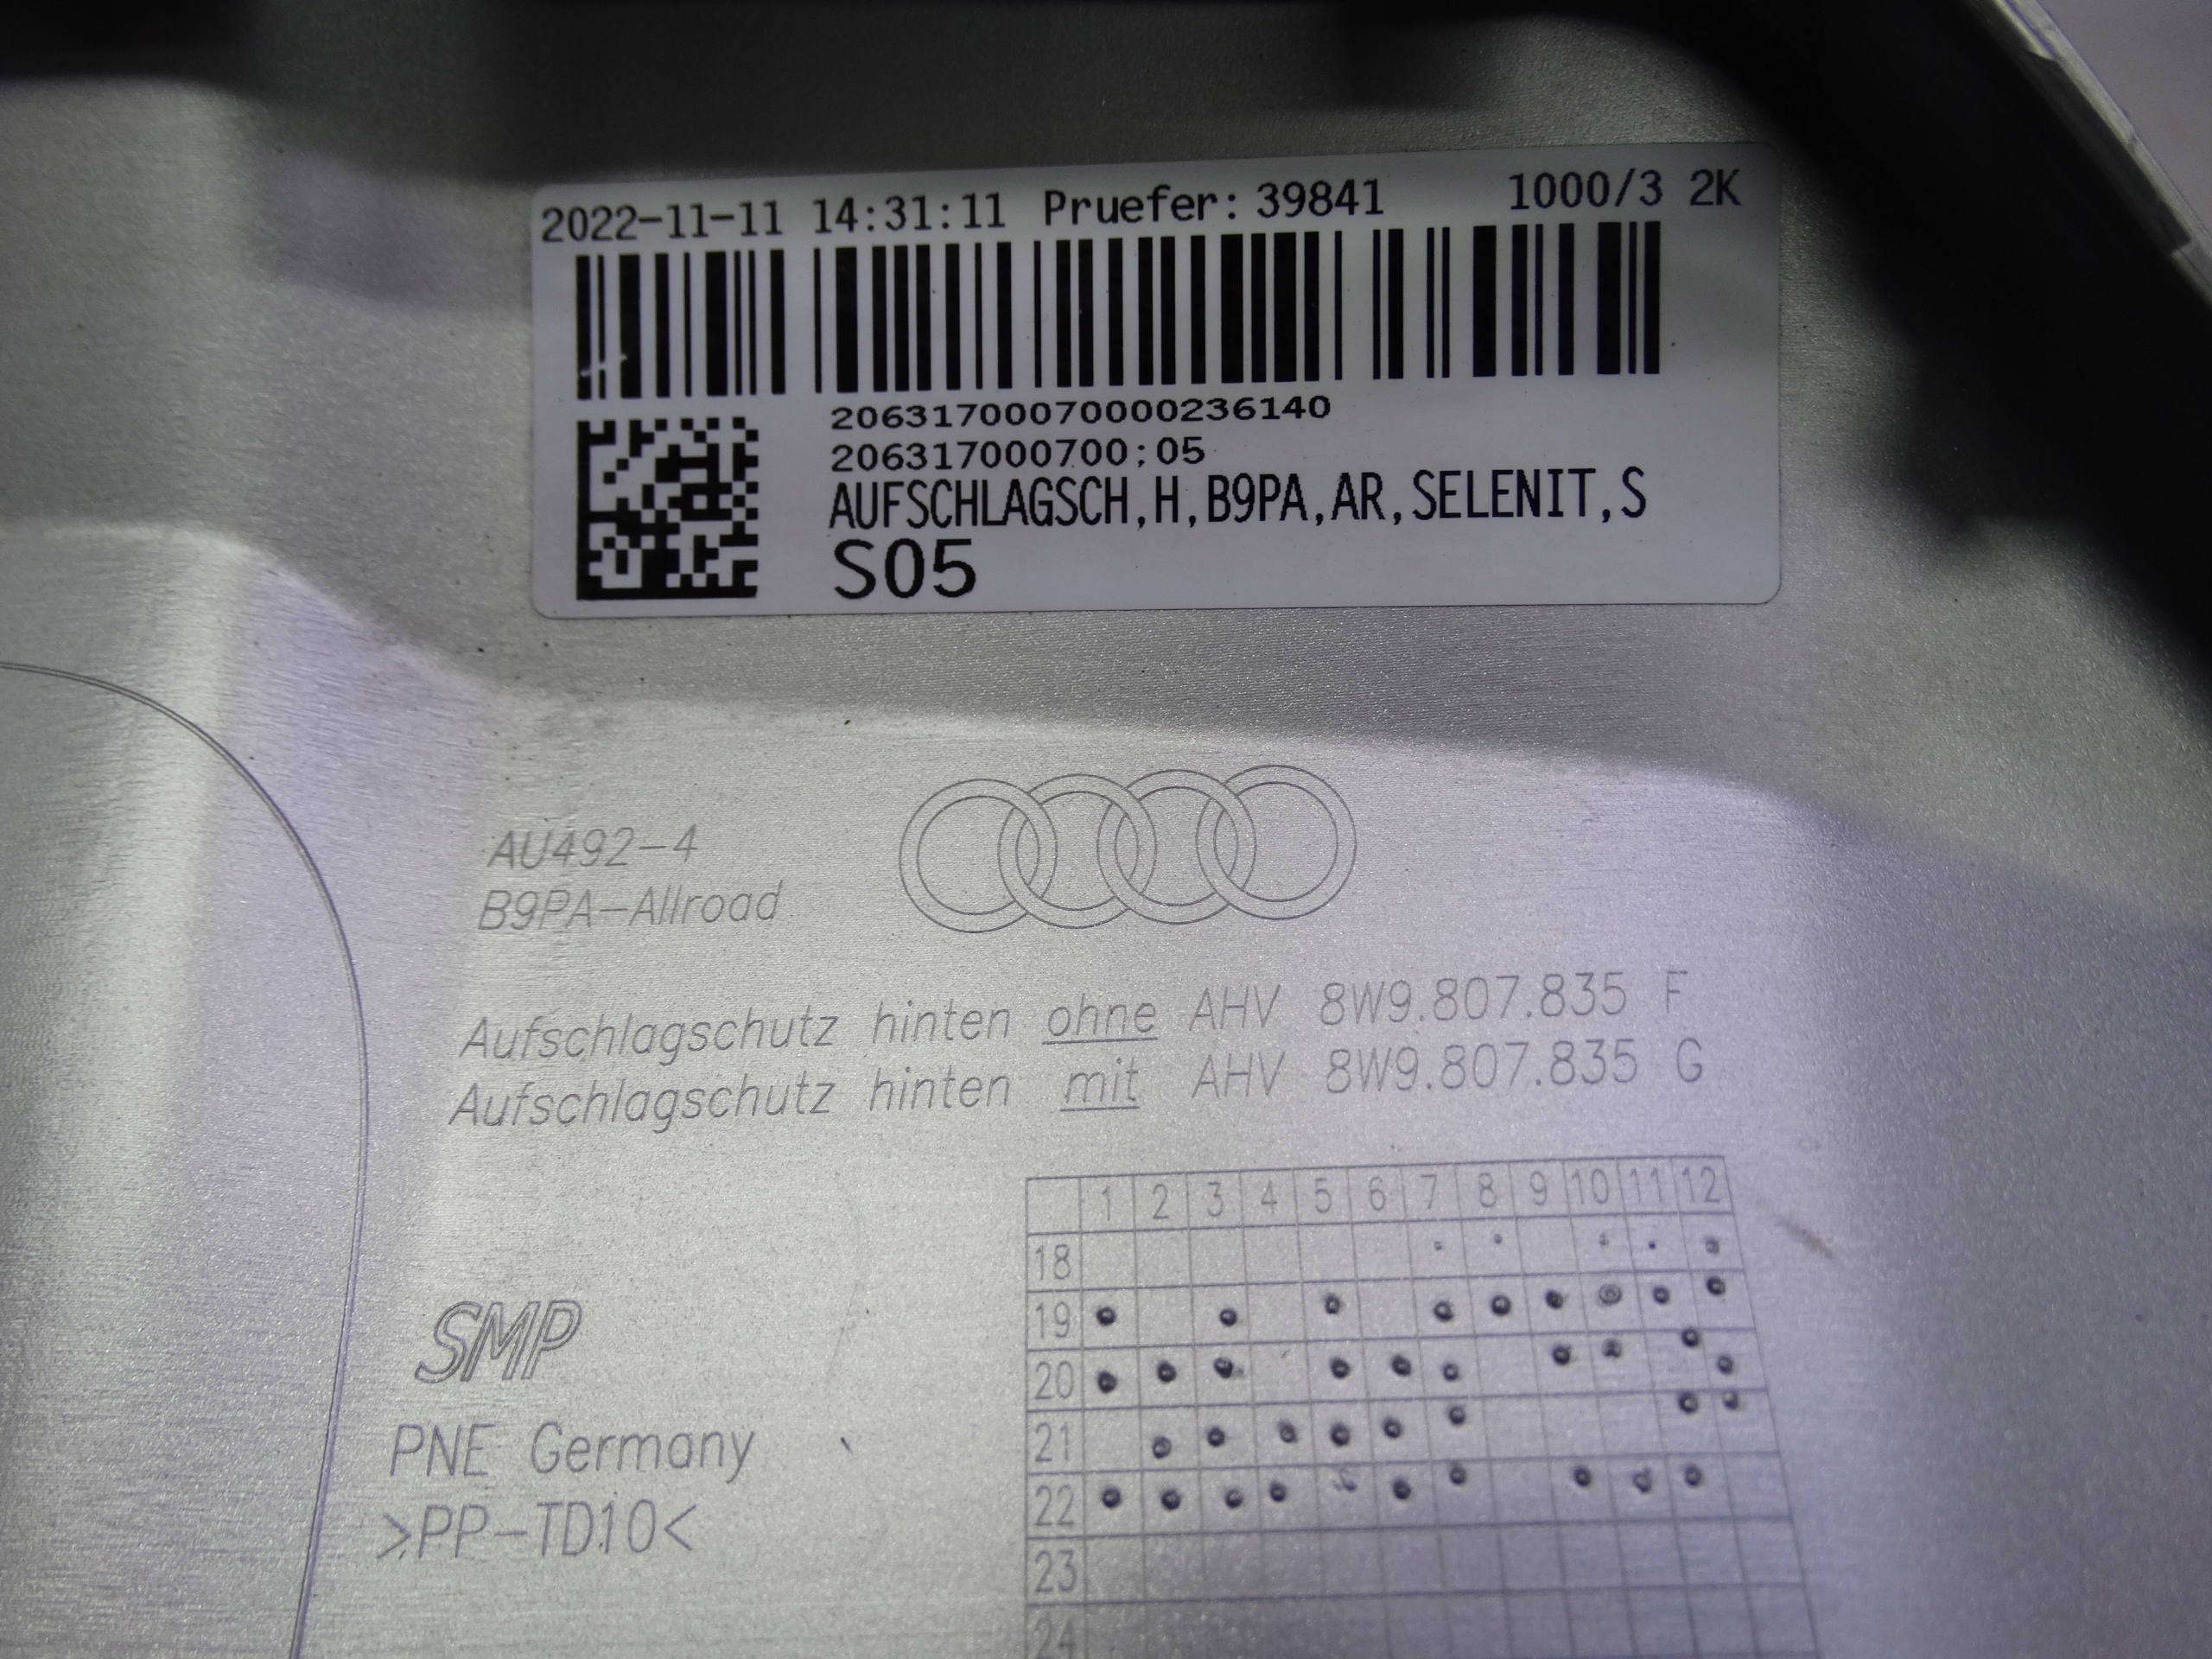 2022-11-11 14:31:11 Pruefer: 39841 1000/3 2K
20631700070000236140
206317000700;05
AUFSCHLAGSCH,H,B9PA,AR,SELENIT,S
S05
AU492-4
B9PA-Allroad
Aufschlagschutz hinten ohne AHV 8W9.807.835 F
Aufschlagschutz hinten mit AHV 8W9.807.835 G
1 2 3 4 5 6 7 8 9 10 11 12
18
19
20
21
22
23
24
SMP
PNE Germany
>PP-TD10<